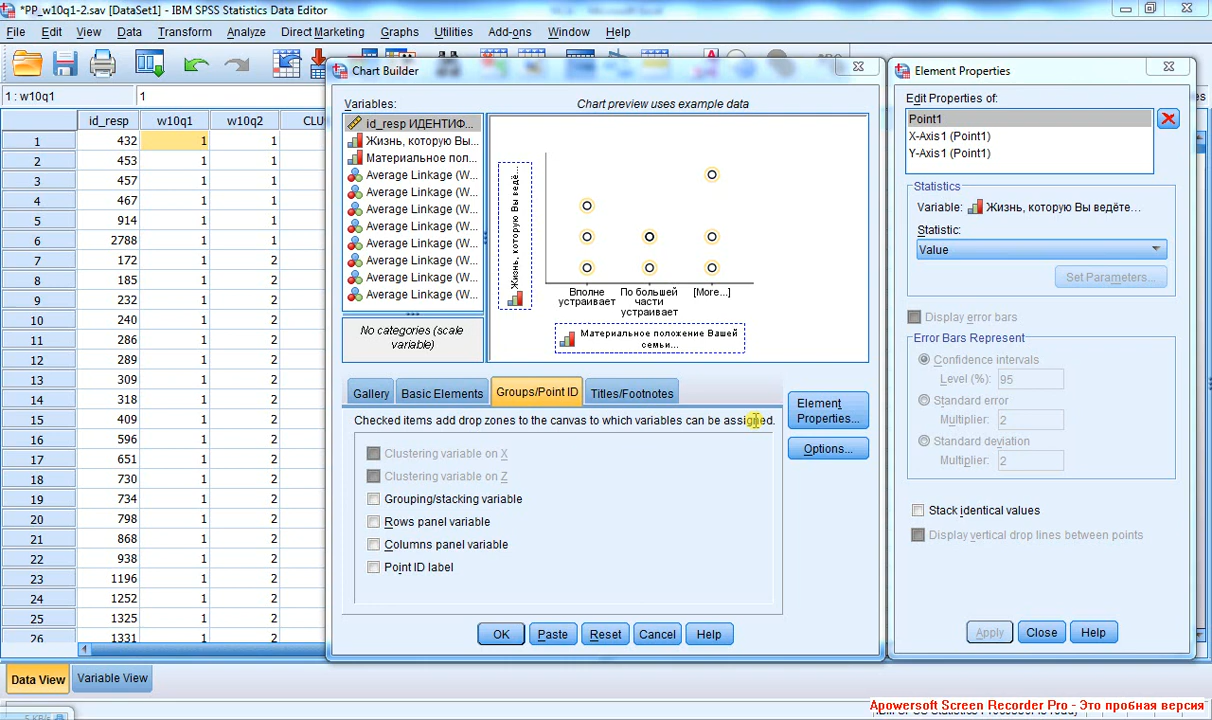 *PP_w10q1-2.sav [DataSet1] - IBM SPSS Statistics Data Editor
File Edit View Data Transform Analyze Direct Marketing Graphs Utilities Add-ons Window Help
1 : w10q1 1
id_resp w10q1 w10q2 CLU
1 432 1 1
2 453 1 1
3 457 1 1
4 467 1 1
5 914 1 1
6 2788 1 1
7 172 1 2
8 185 1 2
9 232 1 2
10 240 1 2
11 286 1 2
12 289 1 2
13 309 1 2
14 318 1 2
15 409 1 2
16 596 1 2
17 651 1 2
18 730 1 2
19 734 1 2
20 798 1 2
21 868 1 2
22 938 1 2
23 1196 1 2
24 1252 1 2
25 1325 1 2
26 1331 1 2
Data View Variable View
Chart Builder
Variables:
id_resp ИДЕНТИФ...
Жизнь, которую Вы...
Материальное пол...
Average Linkage (W...
Average Linkage (W...
Average Linkage (W...
Average Linkage (W...
Average Linkage (W...
Average Linkage (W...
Average Linkage (W...
Average Linkage (W...
No categories (scale
variable)
Chart preview uses example data
Жизнь, которую Вы ведё...
Вполне
устраивает
По большей
части
устраивает
[More...]
Материальное положение Вашей
семьи...
Gallery Basic Elements Groups/Point ID Titles/Footnotes
Checked items add drop zones to the canvas to which variables can be assigned.
Clustering variable on X
Clustering variable on Z
Grouping/stacking variable
Rows panel variable
Columns panel variable
Point ID label
Element
Properties...
Options...
OK Paste Reset Cancel Help
Element Properties
Edit Properties of:
Point1
X-Axis1 (Point1)
Y-Axis1 (Point1)
Statistics
Variable: Жизнь, которую Вы ведёте...
Statistic:
Value
Set Parameters...
Display error bars
Error Bars Represent
Confidence intervals
Level (%): 95
Standard error
Multiplier: 2
Standard deviation
Multiplier: 2
Stack identical values
Display vertical drop lines between points
Apply Close Help
Apowersoft Screen Recorder Pro - Это пробная версия